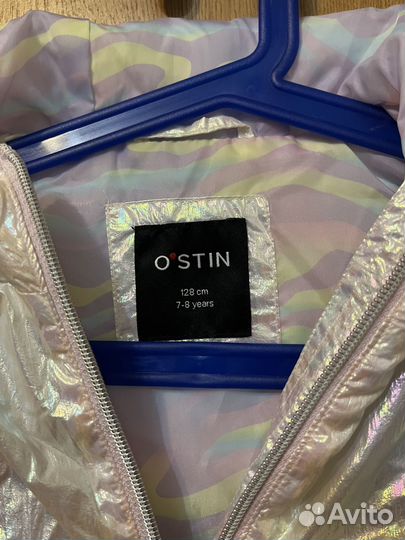 O'STIN
128 cm
7-8 years
Avito